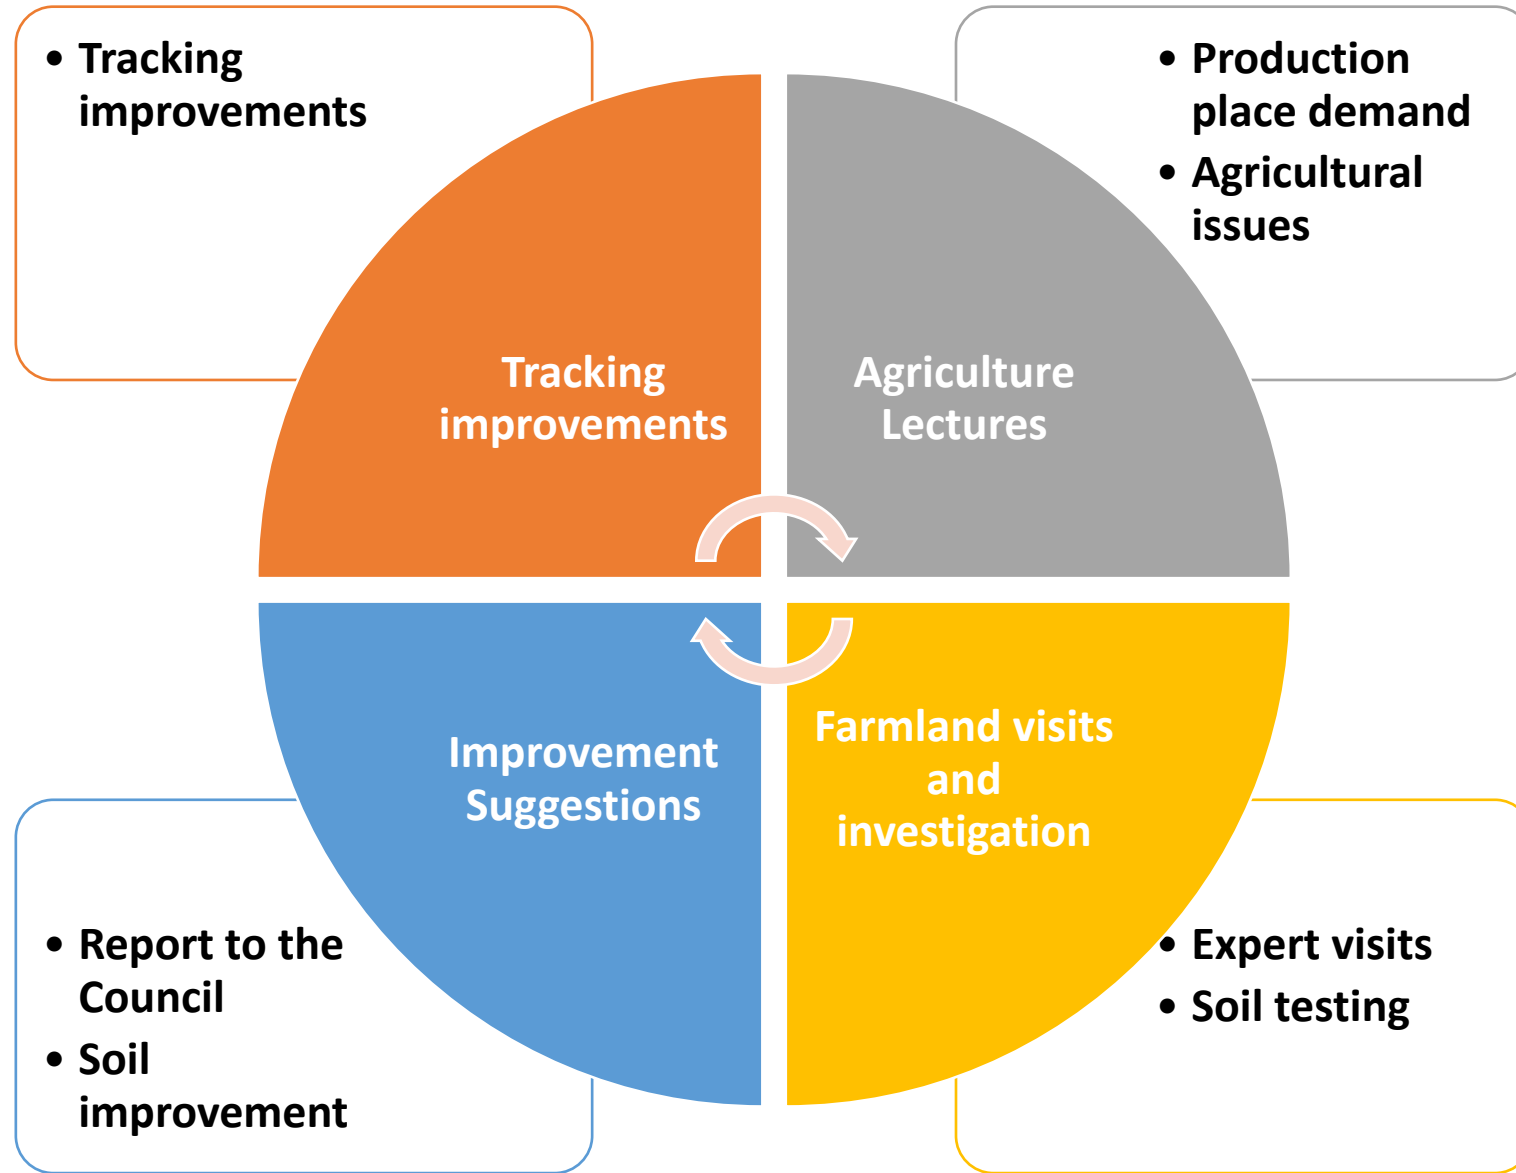 • Tracking
improvements
• Production
place demand
• Agricultural
issues
Tracking
improvements
Agriculture
Lectures
Improvement
Suggestions
Farmland visits
and
investigation
• Report to the
Council
• Soil
improvement
• Expert visits
• Soil testing